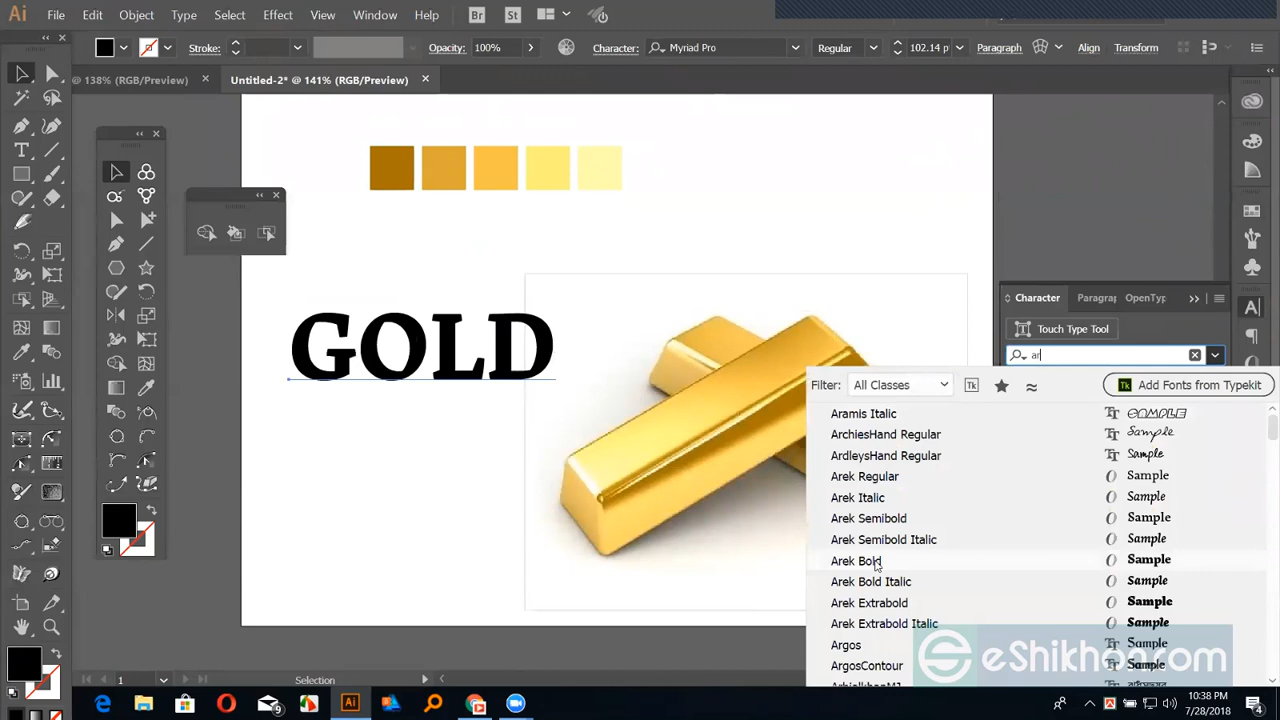 Ai File Edit Object Type Select Effect View Window Help Br St
Stroke: Opacity: 100% Character: Myriad Pro Regular 102.14 p Paragraph Align Transform
@ 138% (RGB/Preview) Untitled-2* @ 141% (RGB/Preview)
Character Paragra OpenTyp
Touch Type Tool
ar
GOLD
Filter: All Classes Tk Tk Add Fonts from Typekit
Aramis Italic
ArchiesHand Regular Sample
ArdleysHand Regular Sample
Arek Regular Sample
Arek Italic Sample
Arek Semibold Sample
Arek Semibold Italic Sample
Arek Bold Sample
Arek Bold Italic Sample
Arek Extrabold Sample
Arek Extrabold Italic Sample
Argos Sample
ArgosContour Sample
eShikhon.com
1 Selection
Ai 9
10:38 PM
7/28/2018
4